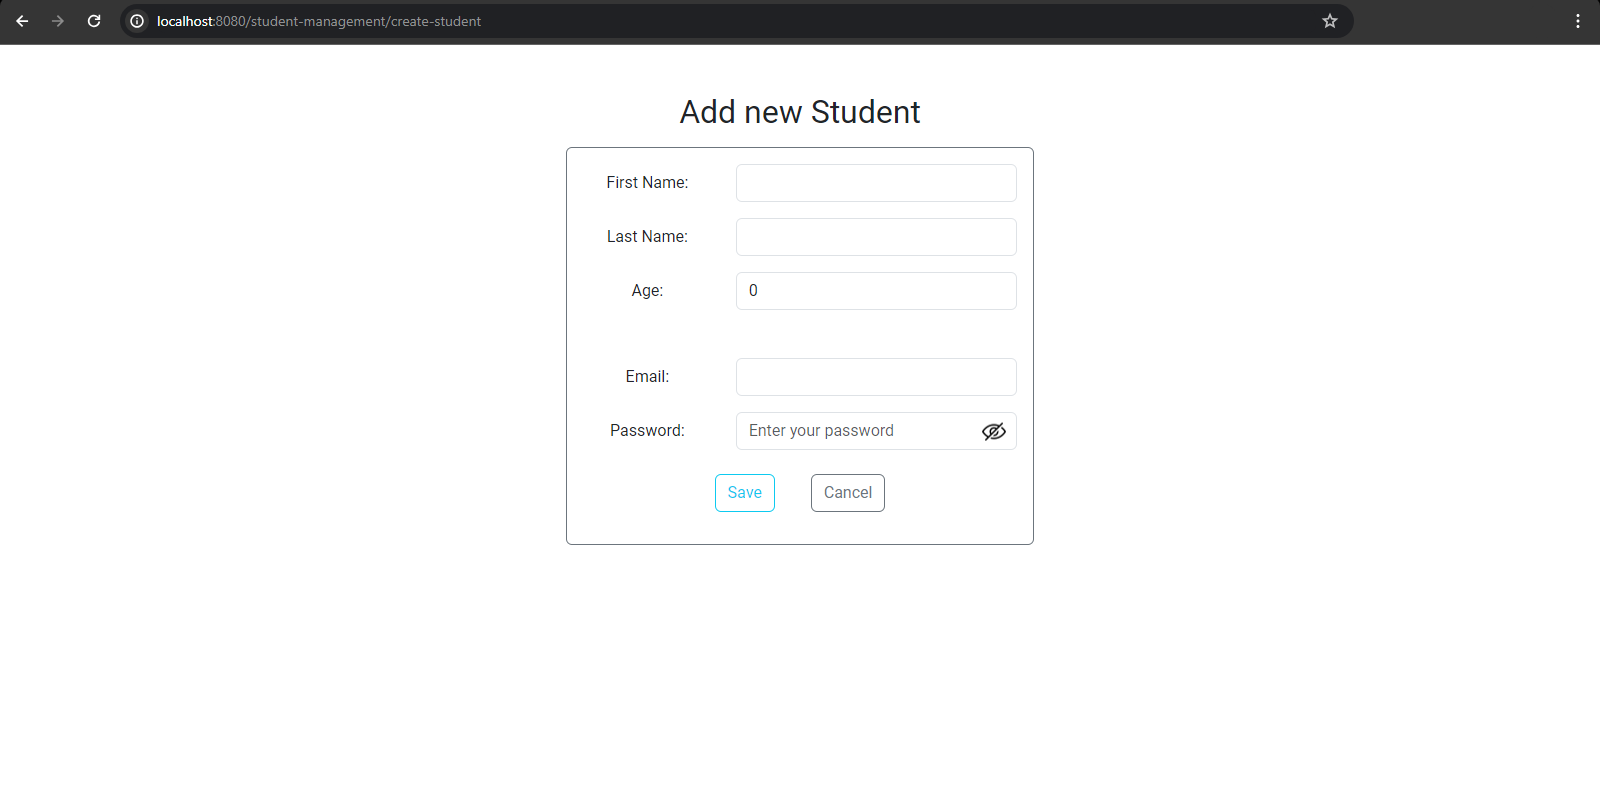 localhost:8080/student-management/create-student
Add new Student
First Name:
Last Name:
Age:
0
Email:
Password:
Enter your password
Save
Cancel